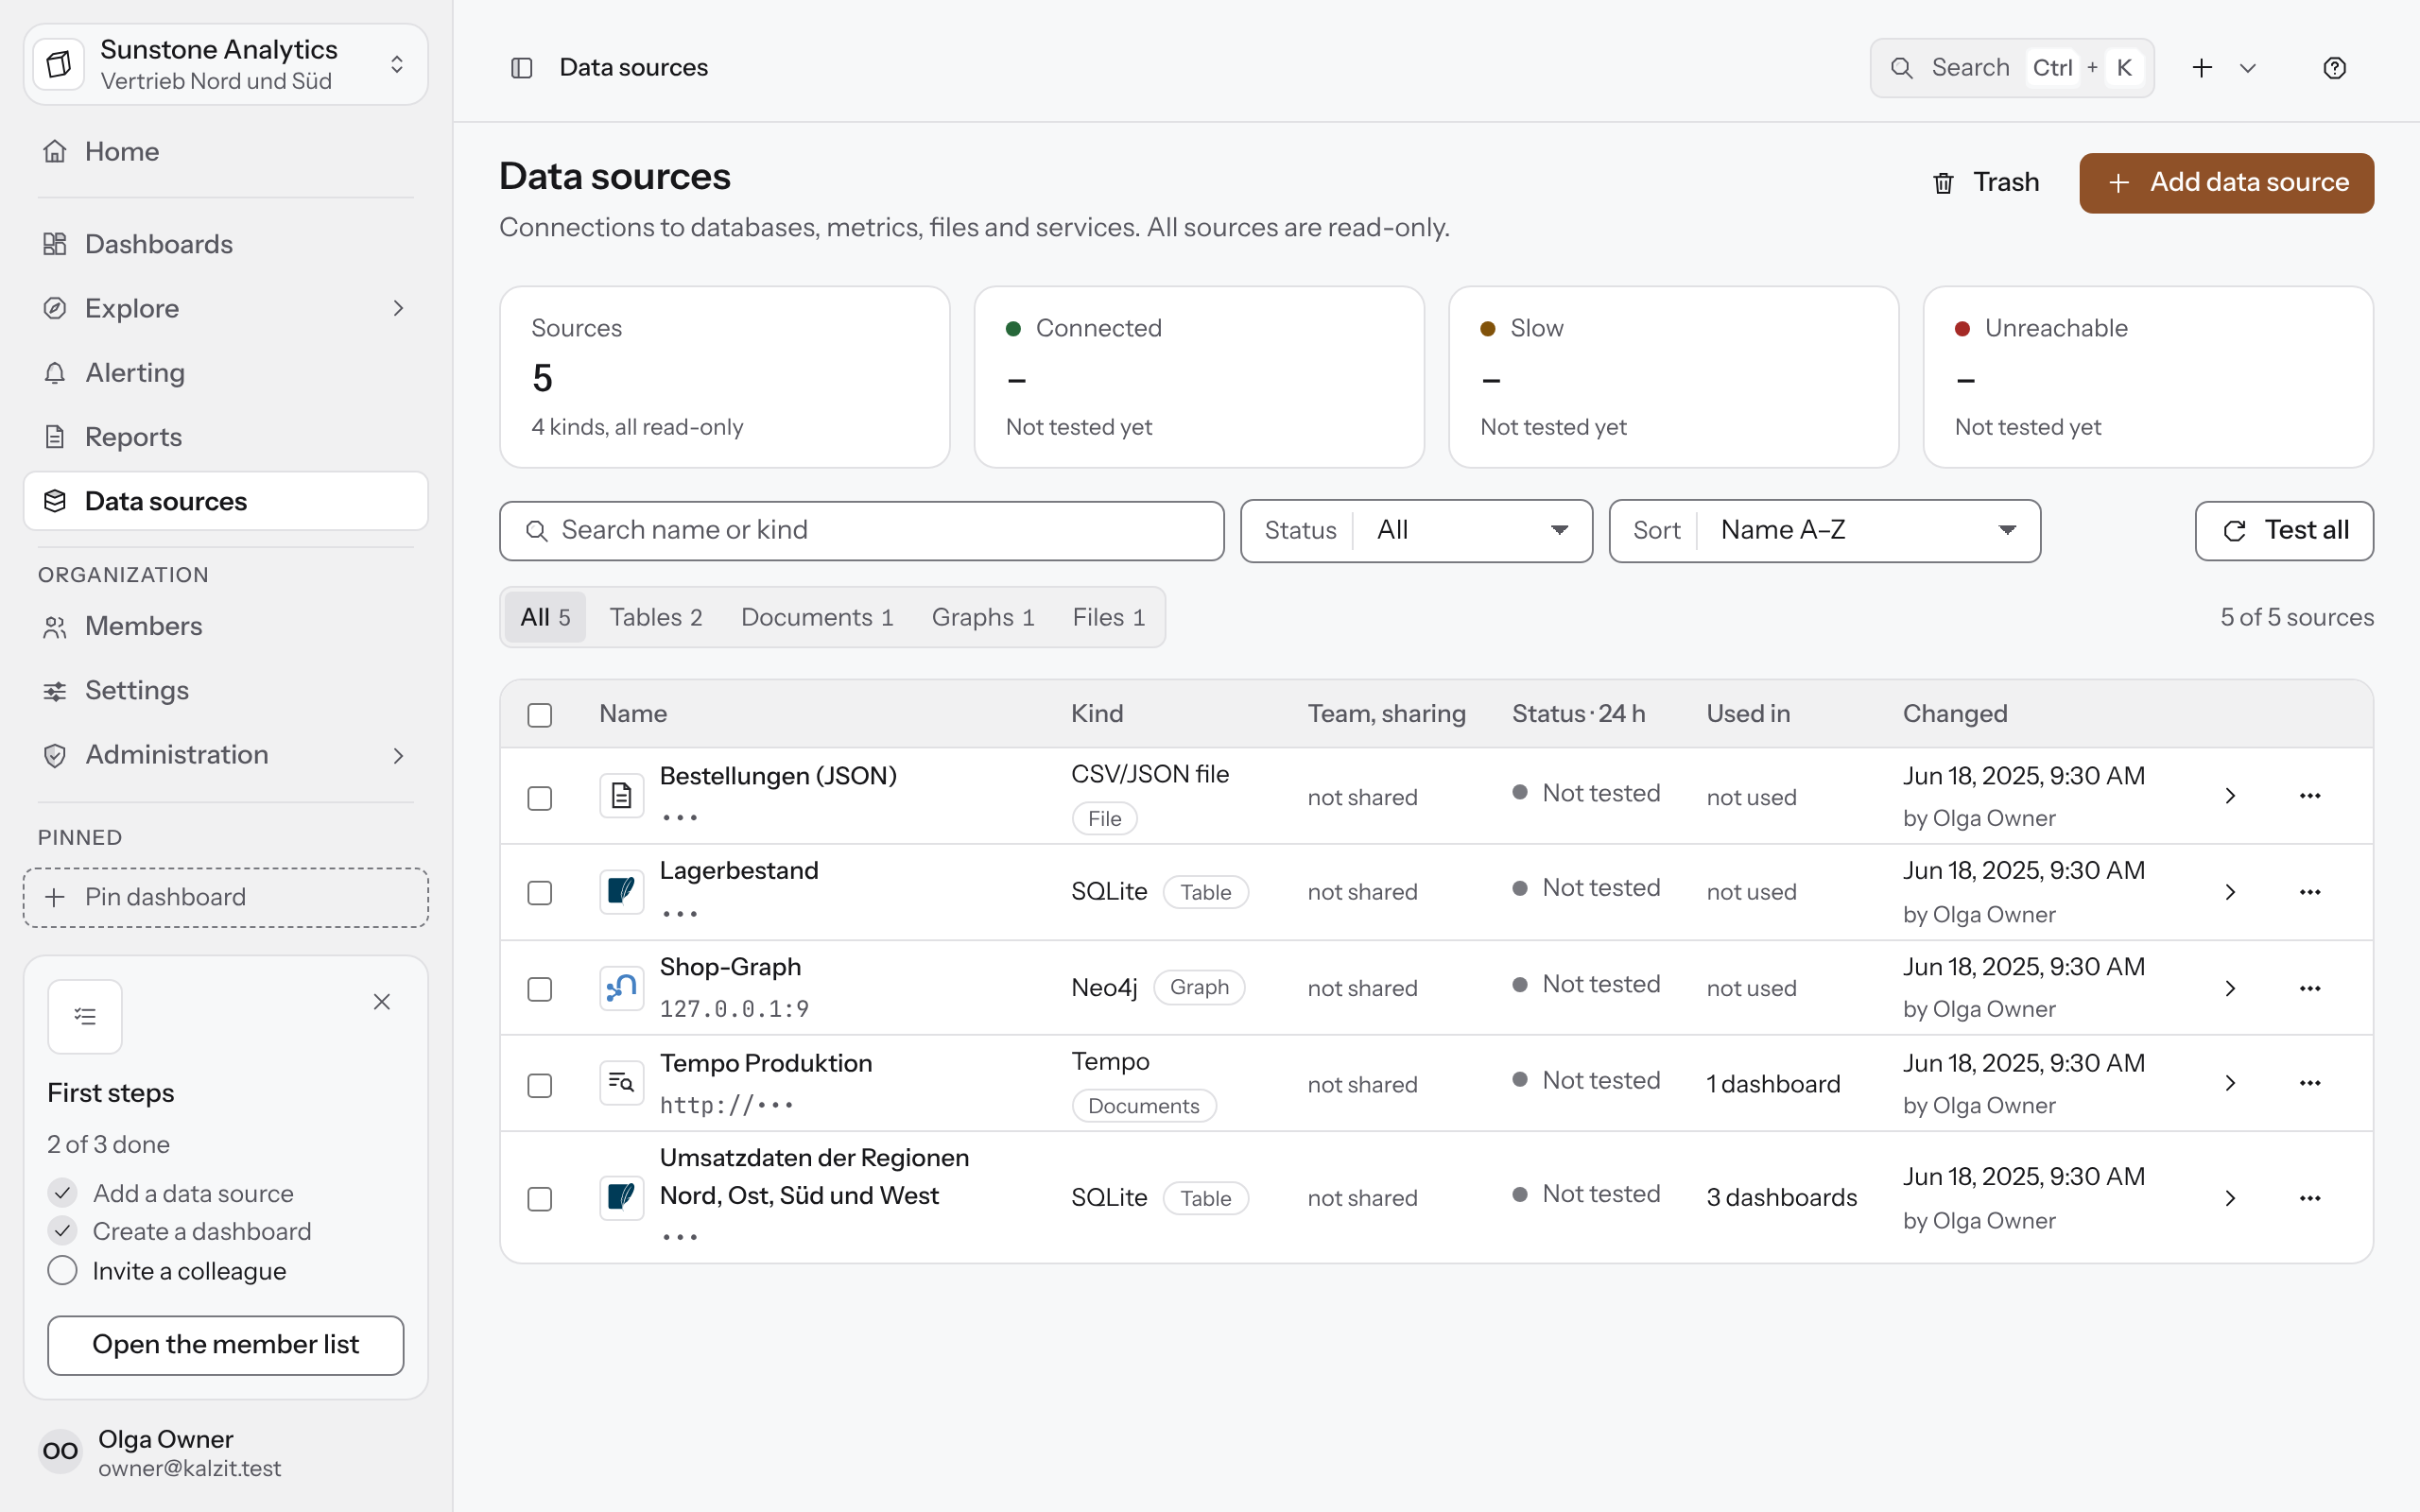 Sunstone Analytics
Vertrieb Nord und Süd
Home
Dashboards
Explore
Alerting
Reports
Data sources
ORGANIZATION
Members
Settings
Administration
PINNED
Pin dashboard
First steps
2 of 3 done
Add a data source
Create a dashboard
Invite a colleague
Open the member list
OO Olga Owner
owner@kalzit.test
Data sources
Search Ctrl + K
Data sources
Connections to databases, metrics, files and services. All sources are read-only.
Trash
Add data source
Sources
5
4 kinds, all read-only
Connected
–
Not tested yet
Slow
–
Not tested yet
Unreachable
–
Not tested yet
Search name or kind
Status All
Sort Name A–Z
Test all
All 5 Tables 2 Documents 1 Graphs 1 Files 1
5 of 5 sources
Name Kind Team, sharing Status · 24 h Used in Changed
Bestellungen (JSON)
•••
CSV/JSON file
File
not shared
Not tested
not used
Jun 18, 2025, 9:30 AM
by Olga Owner
Lagerbestand
•••
SQLite Table
not shared
Not tested
not used
Jun 18, 2025, 9:30 AM
by Olga Owner
Shop-Graph
127.0.0.1:9
Neo4j Graph
not shared
Not tested
not used
Jun 18, 2025, 9:30 AM
by Olga Owner
Tempo Produktion
http://•••
Tempo
Documents
not shared
Not tested
1 dashboard
Jun 18, 2025, 9:30 AM
by Olga Owner
Umsatzdaten der Regionen
Nord, Ost, Süd und West
•••
SQLite Table
not shared
Not tested
3 dashboards
Jun 18, 2025, 9:30 AM
by Olga Owner